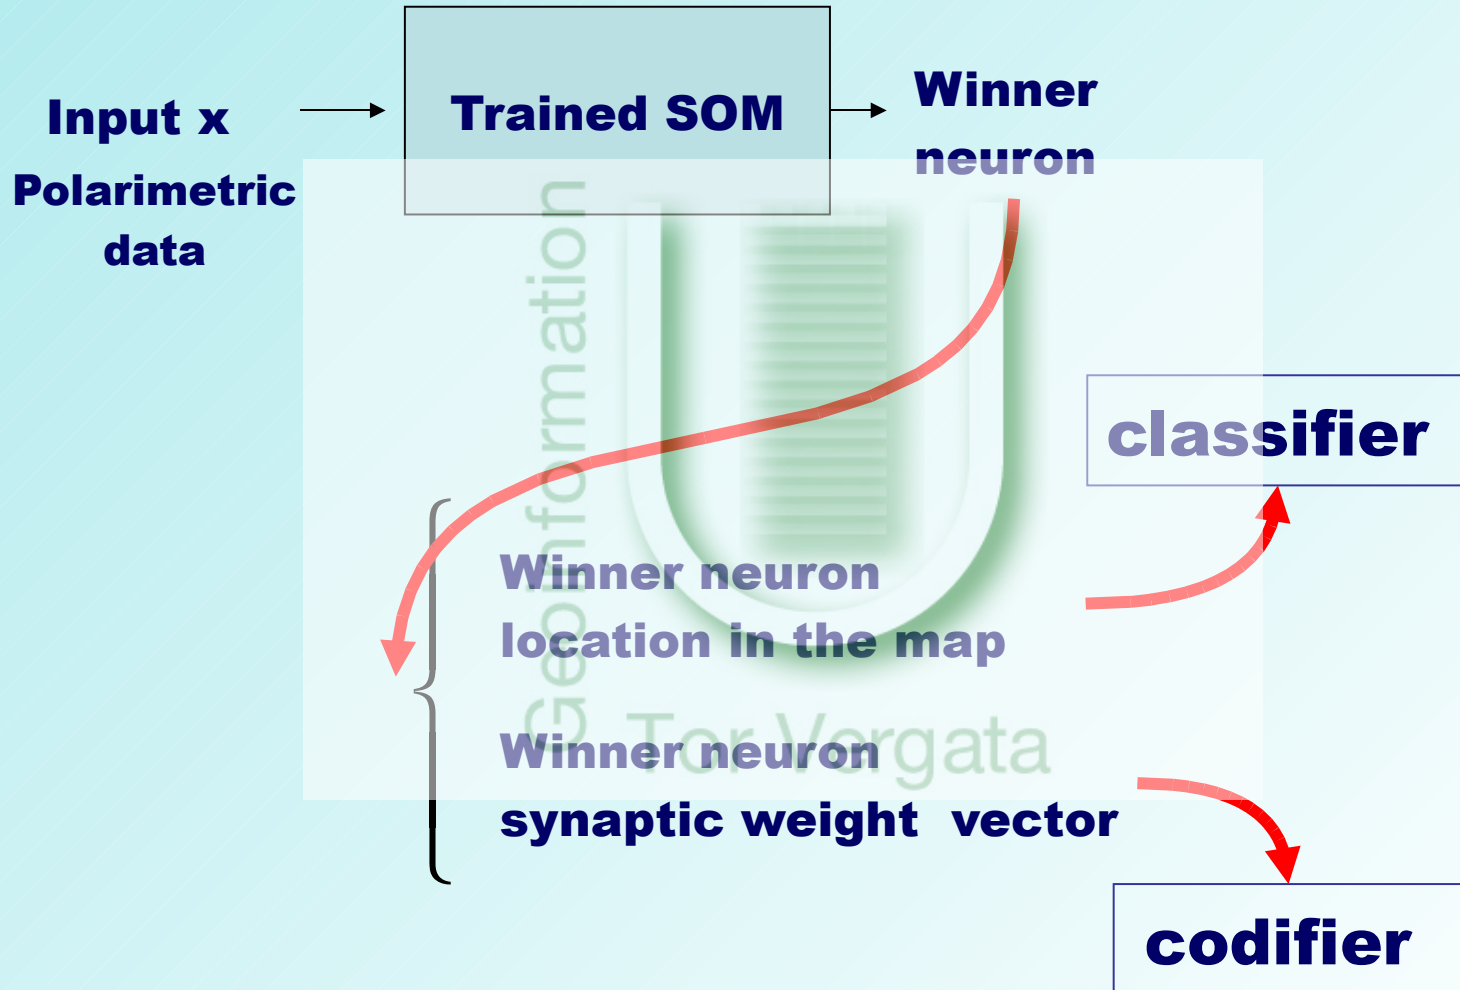 Input x
Polarimetric
data
Trained SOM
Winner
neuron
Geoinformation
Tor Vergata
classifier
Winner neuron
location in the map
Winner neuron
synaptic weight vector
codifier